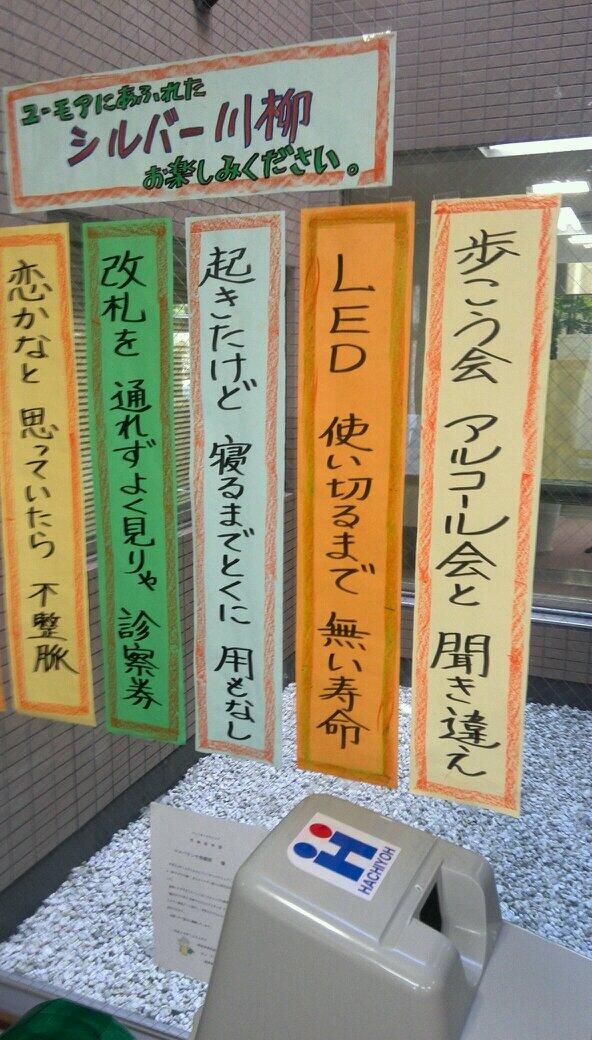 ユーモアにあふれた
シルバー川柳
お楽しみください。
歩こう会 アルコール会と 聞き違え
LED 使い切るまで 無い寿命
起きたけど 寝るまでとくに 用もなし
改札を 通れずよく見りゃ 診察券
恋かなと 思っていたら 不整脈
HACHIYOH